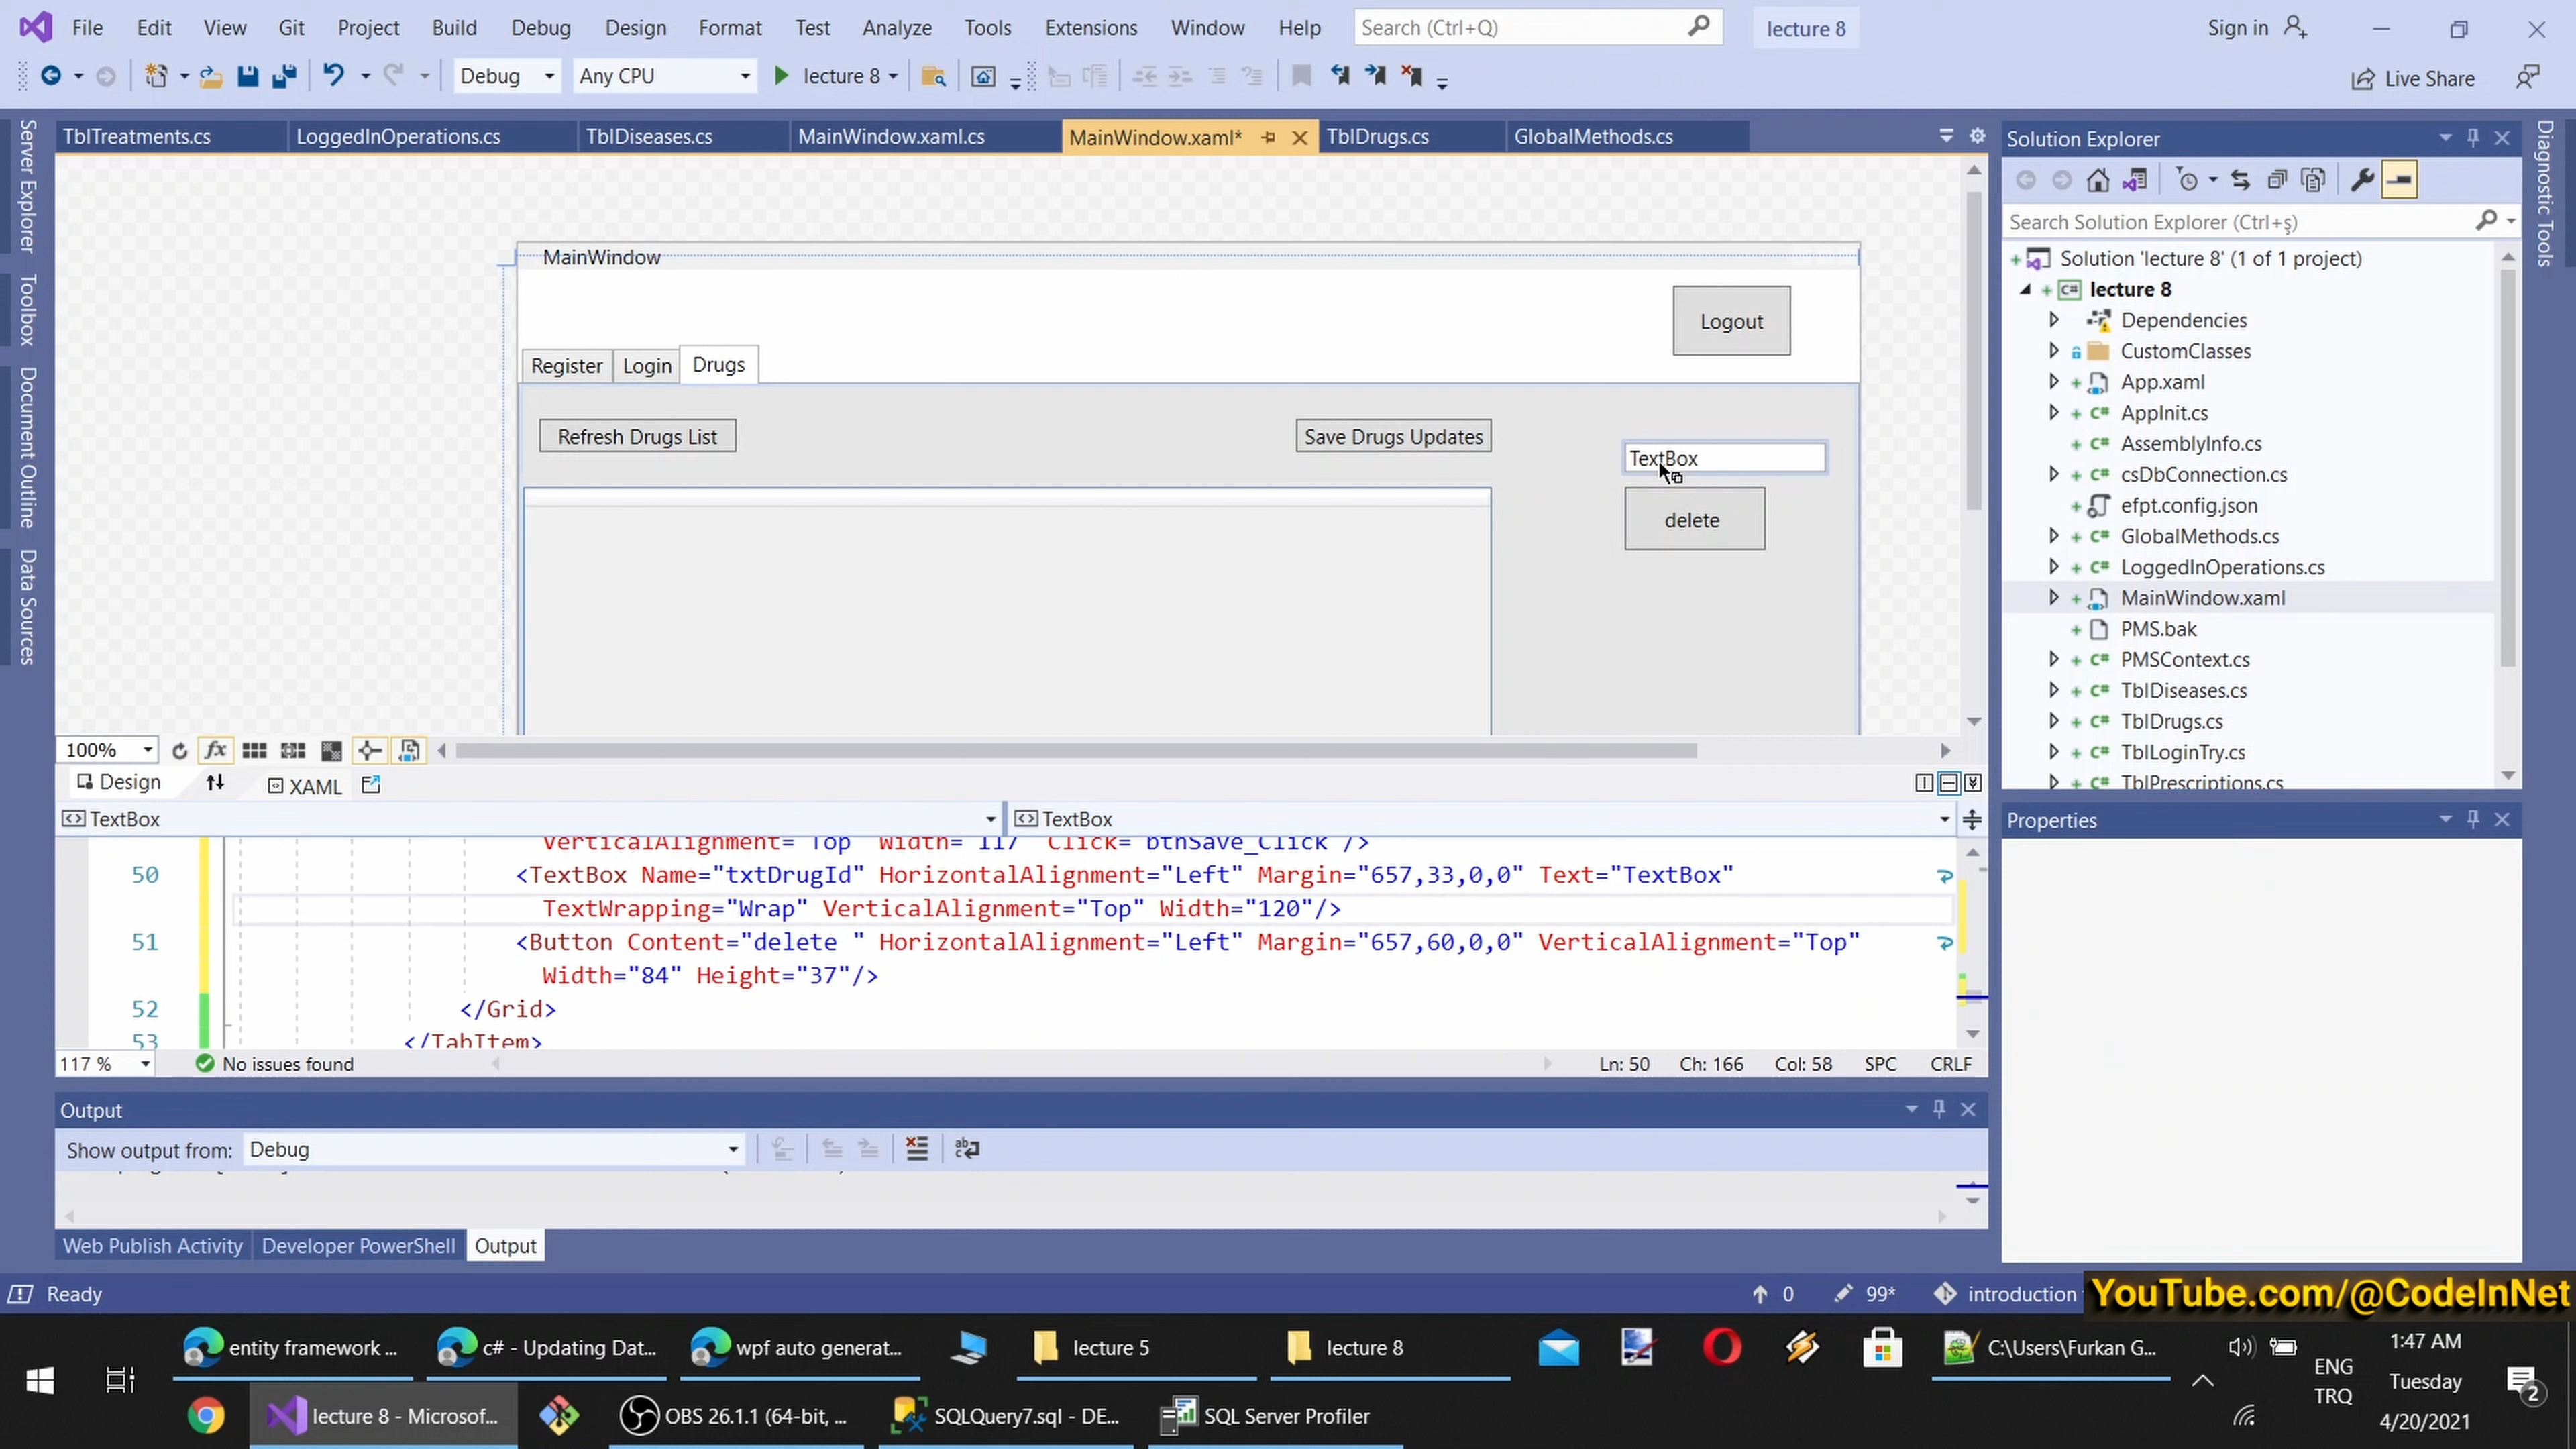 File Edit View Git Project Build Debug Design Format Test Analyze Tools Extensions Window Help Search (Ctrl+Q) lecture 8 Sign in
Debug Any CPU lecture 8 Live Share
TblTreatments.cs LoggedInOperations.cs TblDiseases.cs MainWindow.xaml.cs MainWindow.xaml* TblDrugs.cs GlobalMethods.cs
Server Explorer
Toolbox
Document Outline
Data Sources
MainWindow
Logout
Register Login Drugs
Refresh Drugs List Save Drugs Updates
TextBox
delete
100%
Design XAML
TextBox TextBox
VerticalAlignment="Top" Width="117" Click="btnSave_Click"/>
50 <TextBox Name="txtDrugId" HorizontalAlignment="Left" Margin="657,33,0,0" Text="TextBox"
TextWrapping="Wrap" VerticalAlignment="Top" Width="120"/>
51 <Button Content="delete " HorizontalAlignment="Left" Margin="657,60,0,0" VerticalAlignment="Top"
Width="84" Height="37"/>
52 </Grid>
53 </TabItem>
117 % No issues found Ln: 50 Ch: 166 Col: 58 SPC CRLF
Output
Show output from: Debug
Web Publish Activity Developer PowerShell Output
Solution Explorer
Search Solution Explorer (Ctrl+ş)
Solution 'lecture 8' (1 of 1 project)
lecture 8
Dependencies
CustomClasses
App.xaml
AppInit.cs
AssemblyInfo.cs
csDbConnection.cs
efpt.config.json
GlobalMethods.cs
LoggedInOperations.cs
MainWindow.xaml
PMS.bak
PMSContext.cs
TblDiseases.cs
TblDrugs.cs
TblLoginTry.cs
TblPrescriptions.cs
Properties
Diagnostic Tools
Ready 0 99* introduction
YouTube.com/@CodeInNet
entity framework ... c# - Updating Dat... wpf auto generat... lecture 5 lecture 8 C:\Users\Furkan G...
lecture 8 - Microsof... OBS 26.1.1 (64-bit, ... SQLQuery7.sql - DE... SQL Server Profiler
ENG
TRQ
1:47 AM
Tuesday
4/20/2021
2